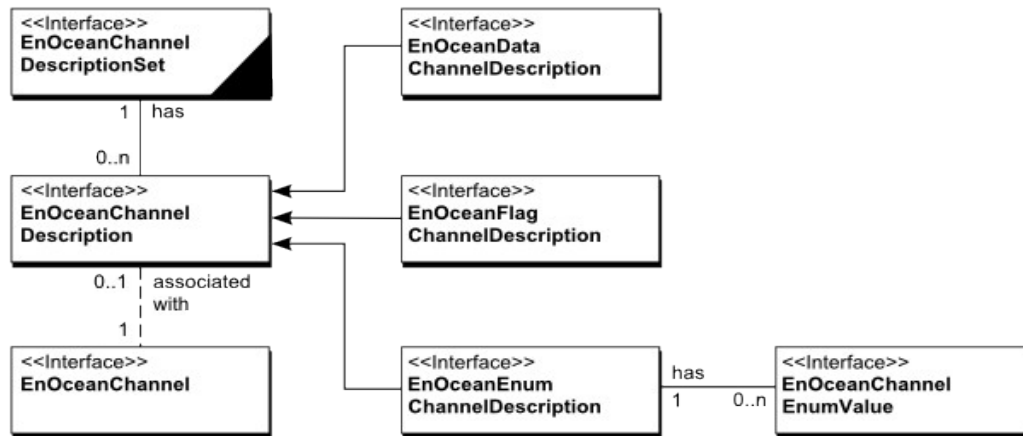 <<Interface>>
EnOceanChannel
DescriptionSet
<<Interface>>
EnOceanData
ChannelDescription
1
has
0..n
<<Interface>>
EnOceanChannel
Description
<<Interface>>
EnOceanFlag
ChannelDescription
0..1
associated
with
1
<<Interface>>
EnOceanChannel
<<Interface>>
EnOceanEnum
ChannelDescription
has
1
0..n
<<Interface>>
EnOceanChannel
EnumValue